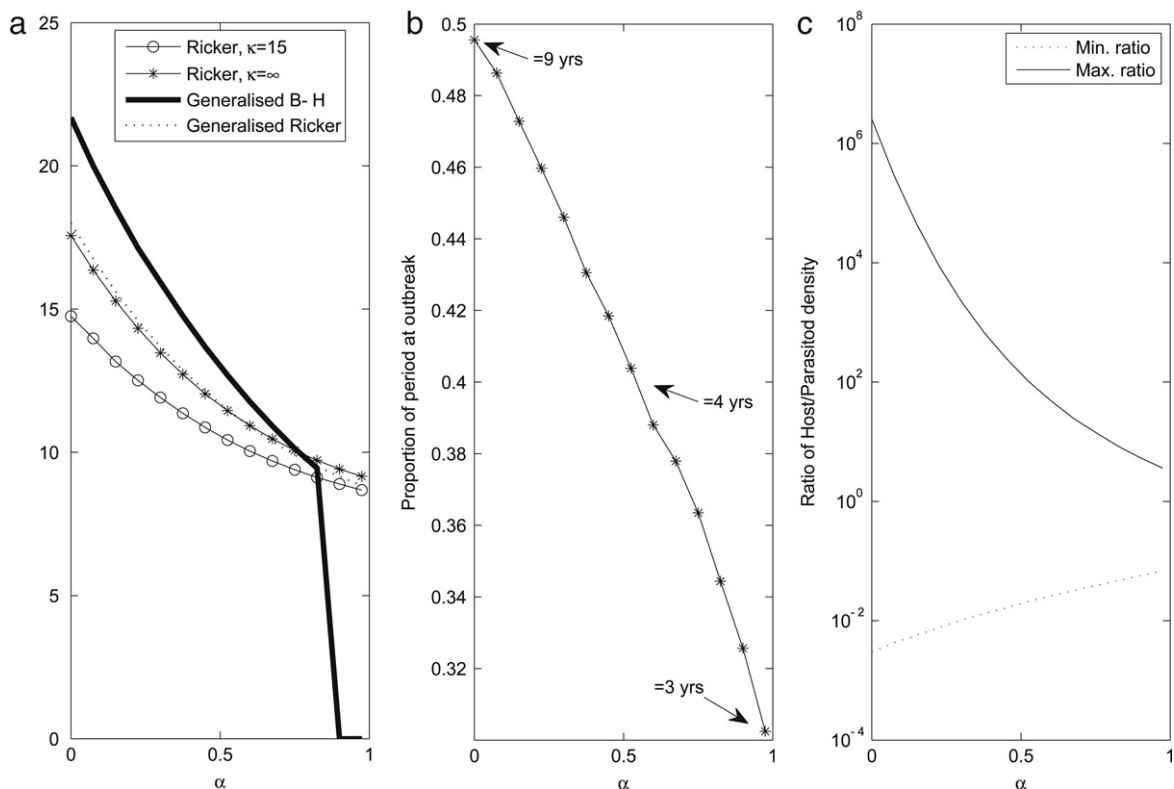 a
25
20
15
10
5
0
0
0.5
1
α
Ricker, κ=15
Ricker, κ=∞
Generalised B- H
Generalised Ricker
b
Proportion of period at outbreak
0.5
0.48
0.46
0.44
0.42
0.4
0.38
0.36
0.34
0.32
0
0.5
1
α
=9 yrs
=4 yrs
=3 yrs
c
Ratio of Host/Parasitod density
10^8
10^6
10^4
10^2
10^0
10^-2
10^-4
0
0.5
1
α
Min. ratio
Max. ratio